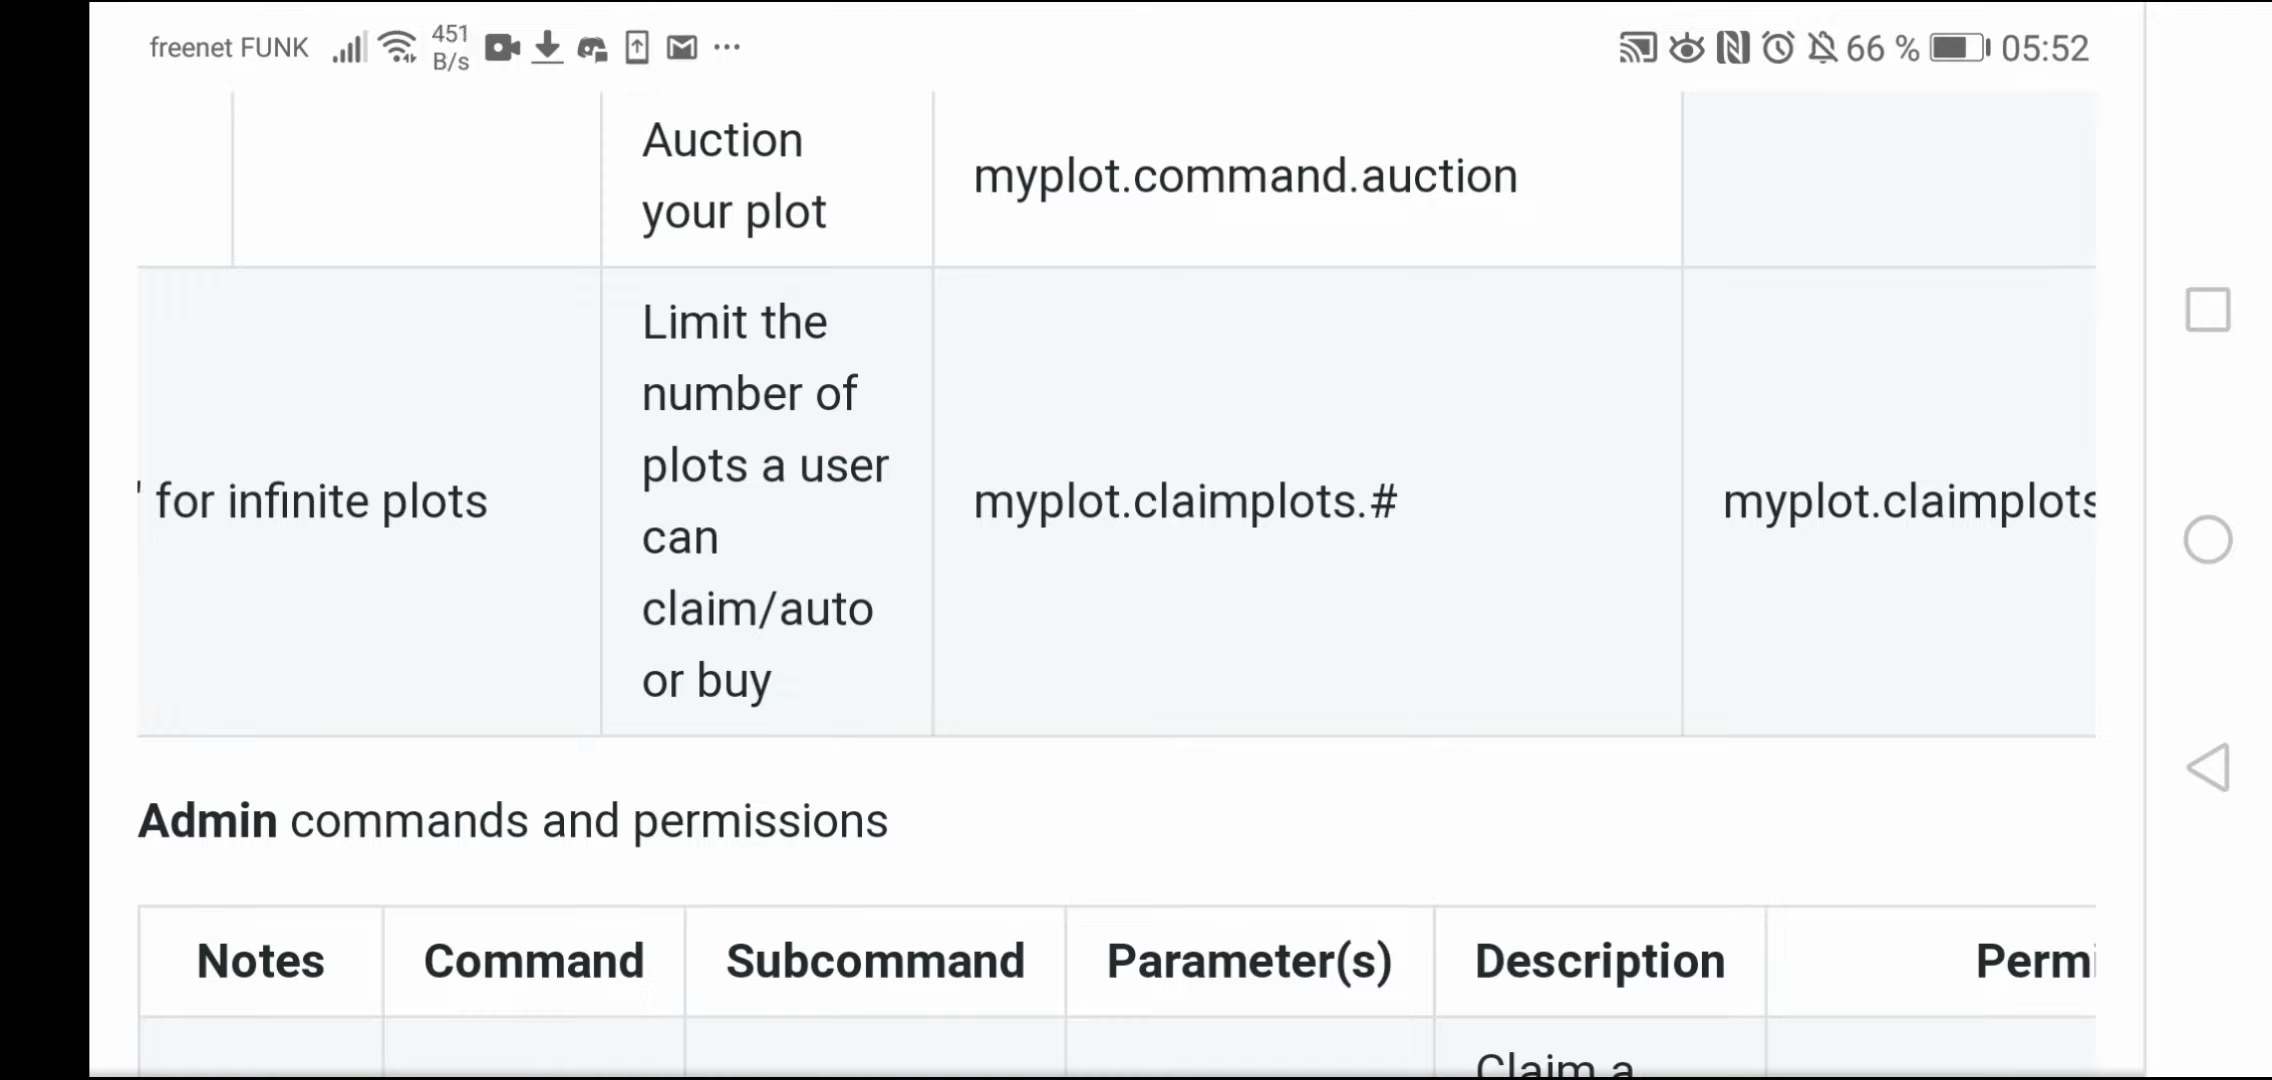 freenet FUNK 451 B/s 66 % 05:52
Auction
your plot
myplot.command.auction
' for infinite plots
Limit the
number of
plots a user
can
claim/auto
or buy
myplot.claimplots.#
myplot.claimplots
Admin commands and permissions
Notes Command Subcommand Parameter(s) Description Permi
Claim a